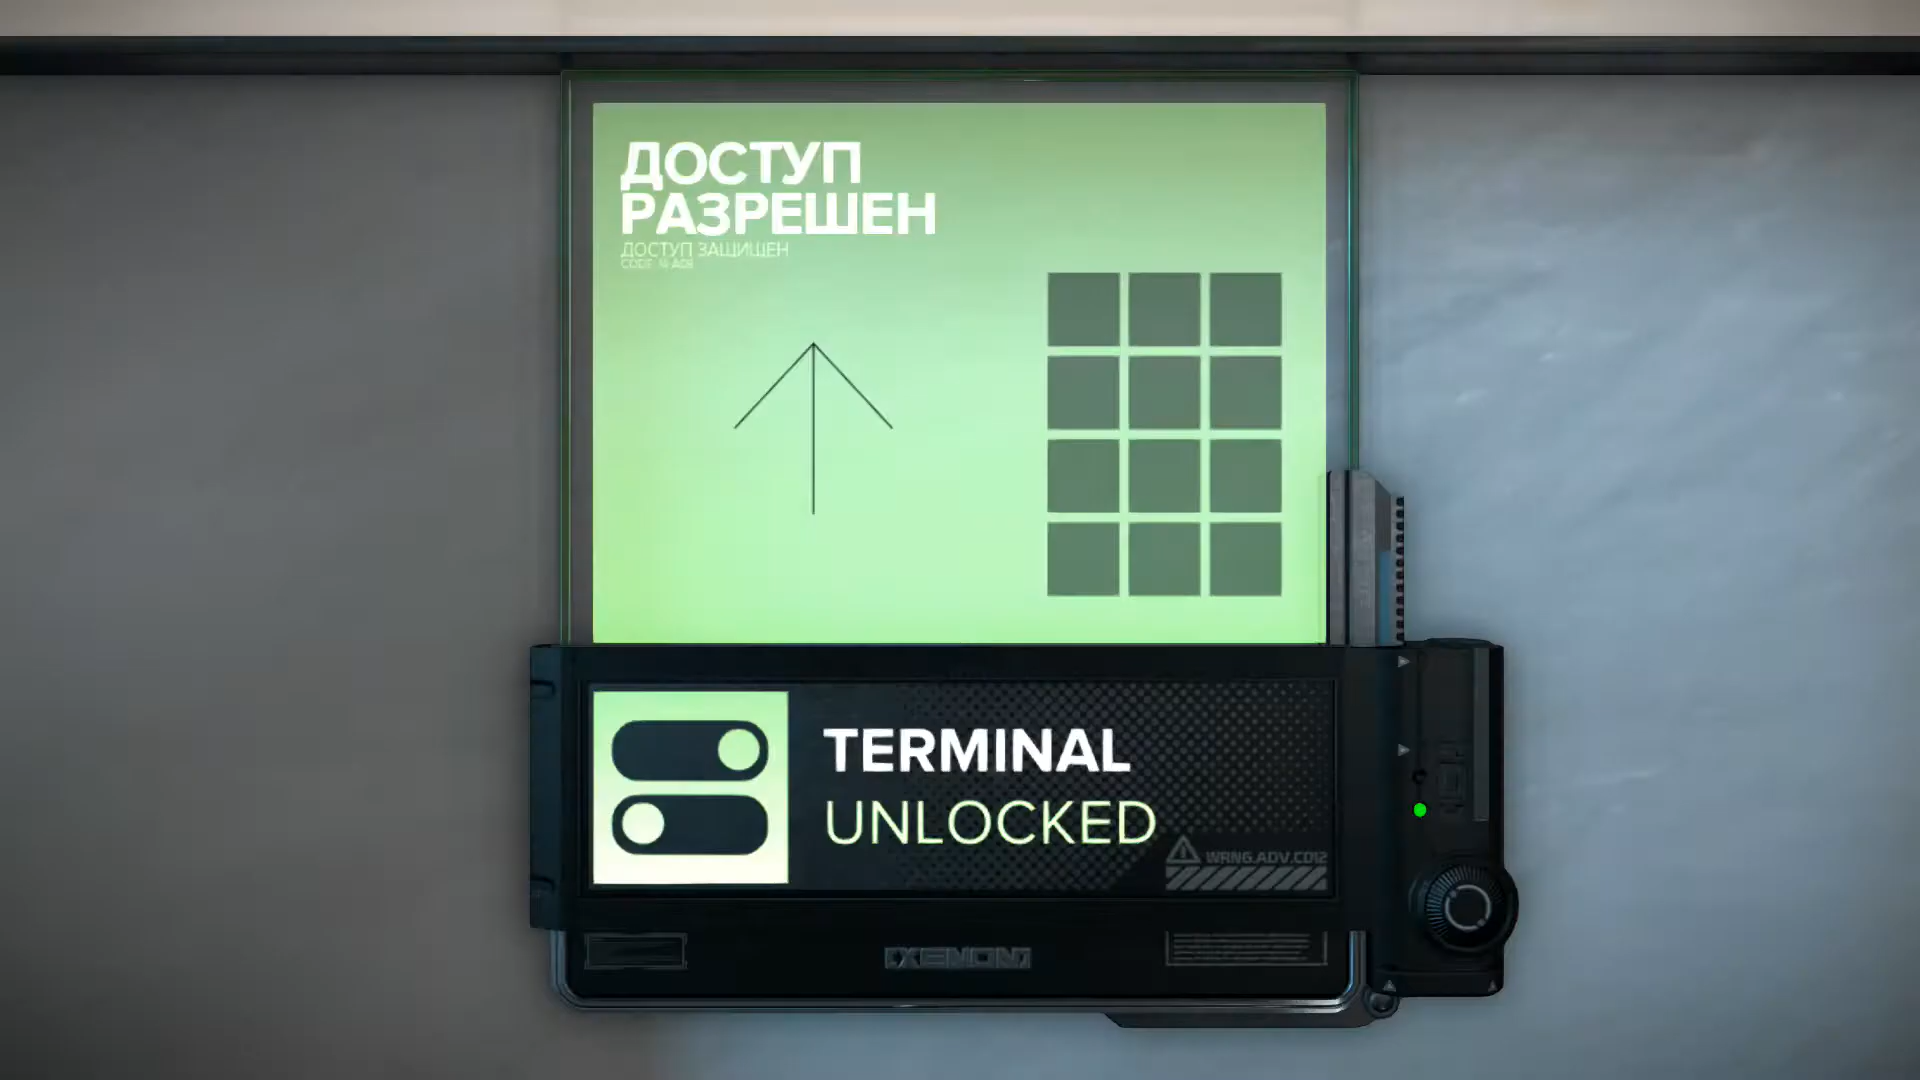 ДОСТУП
РАЗРЕШЕН
ДОСТУП ЗАЩИЩЕН
TERMINAL
UNLOCKED
WRNG.ADV.CD12
[XENON]